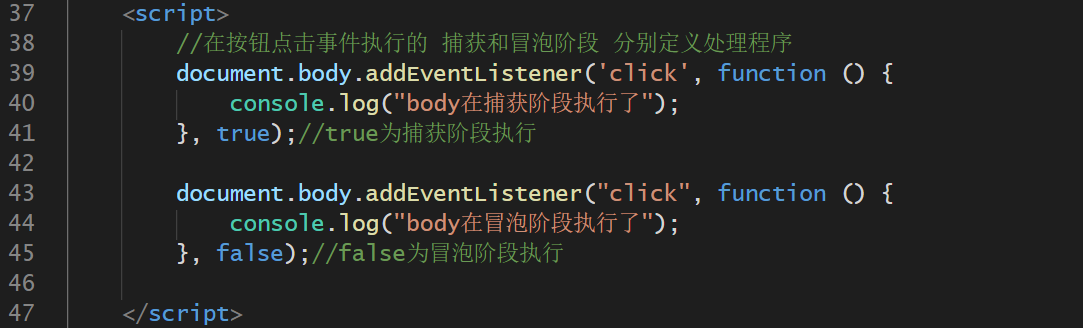 37 <script>
38 //在按钮点击事件执行的 捕获和冒泡阶段 分别定义处理程序
39 document.body.addEventListener('click', function () {
40 console.log("body在捕获阶段执行了");
41 }, true);//true为捕获阶段执行
42
43 document.body.addEventListener("click", function () {
44 console.log("body在冒泡阶段执行了");
45 }, false);//false为冒泡阶段执行
46
47 </script>